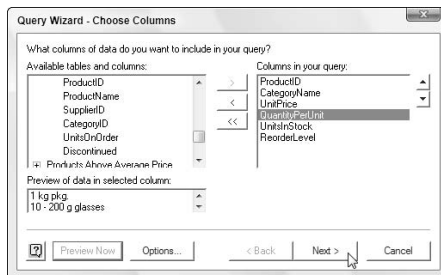 Query Wizard - Choose Columns
What columns of data do you want to include in your query?
Available tables and columns:
ProductID
ProductName
SupplierID
CategoryID
UnitsOnOrder
Discontinued
Products Above Average Price
>
<
<<
Columns in your query:
ProductID
CategoryName
UnitPrice
QuantityPerUnit
UnitsInStock
ReorderLevel
Preview of data in selected column:
1 kg pkg.
10 - 200 g glasses
Preview Now Options... < Back Next > Cancel